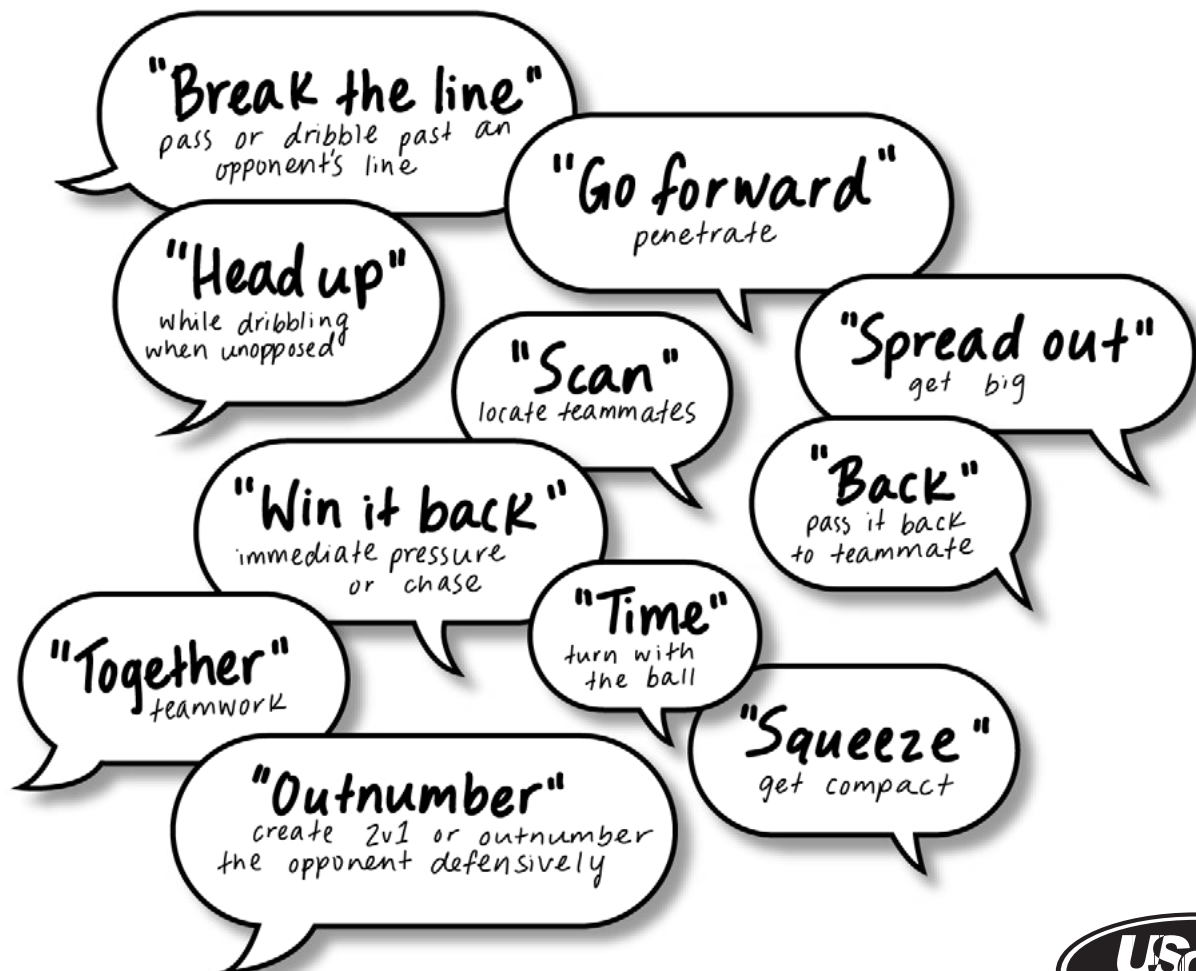 "Break the line"
pass or dribble past an
opponent's line
"Go forward"
penetrate
"Head up"
while dribbling
when unopposed
"Scan"
locate teammates
"Spread out"
get big
"Win it back"
immediate pressure
or chase
"Back"
pass it back
to teammate
"Time"
turn with
the ball
"Together"
teamwork
"Squeeze"
get compact
"Outnumber"
create 2v1 or outnumber
the opponent defensively